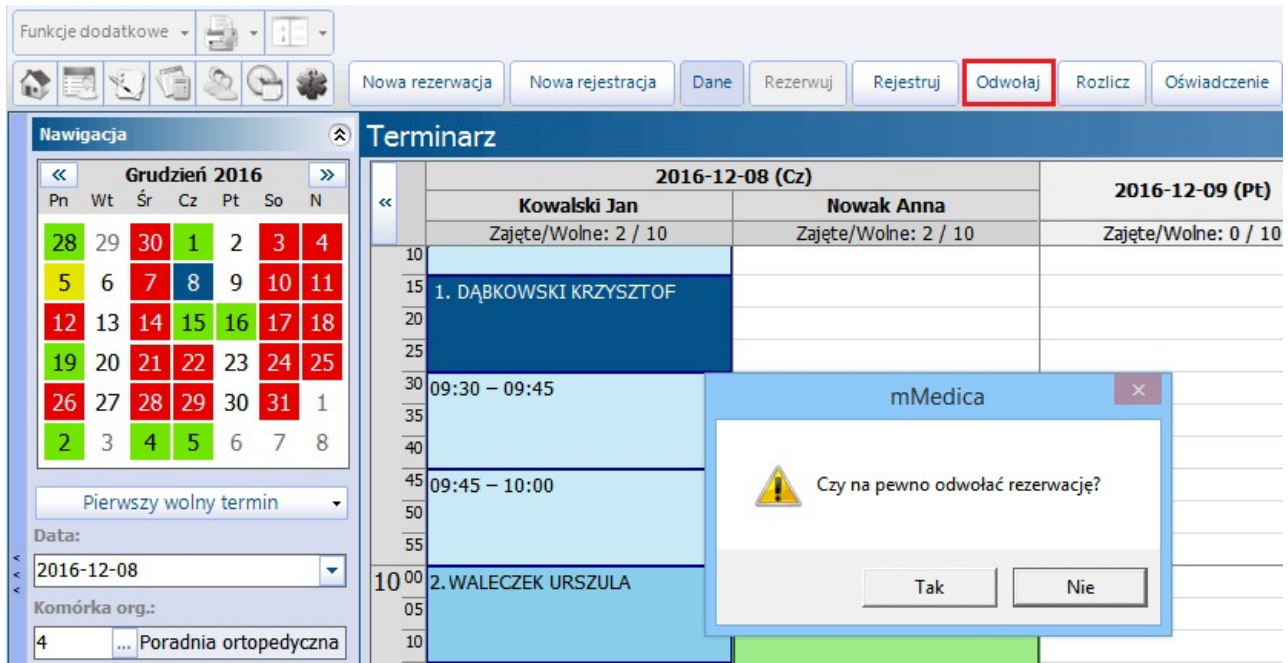 Funkcje dodatkowe
Nowa rezerwacja Nowa rejestracja Dane Rezerwuj Rejestruj Odwołaj Rozlicz Oświadczenie
Nawigacja
Grudzień 2016
Pn Wt Śr Cz Pt So N
28 29 30 1 2 3 4
5 6 7 8 9 10 11
12 13 14 15 16 17 18
19 20 21 22 23 24 25
26 27 28 29 30 31 1
2 3 4 5 6 7 8
Pierwszy wolny termin
Data:
2016-12-08
Komórka org.:
4 ... Poradnia ortopedyczna
Terminarz
2016-12-08 (Cz)
2016-12-09 (Pt)
Kowalski Jan Nowak Anna
Zajęte/Wolne: 2 / 10 Zajęte/Wolne: 2 / 10 Zajęte/Wolne: 0 / 10
10
15 1. DĄBKOWSKI KRZYSZTOF
20
25
30 09:30 – 09:45
35
40
45 09:45 – 10:00
50
55
10 00 2. WALECZEK URSZULA
05
10
mMedica
Czy na pewno odwołać rezerwację?
Tak Nie